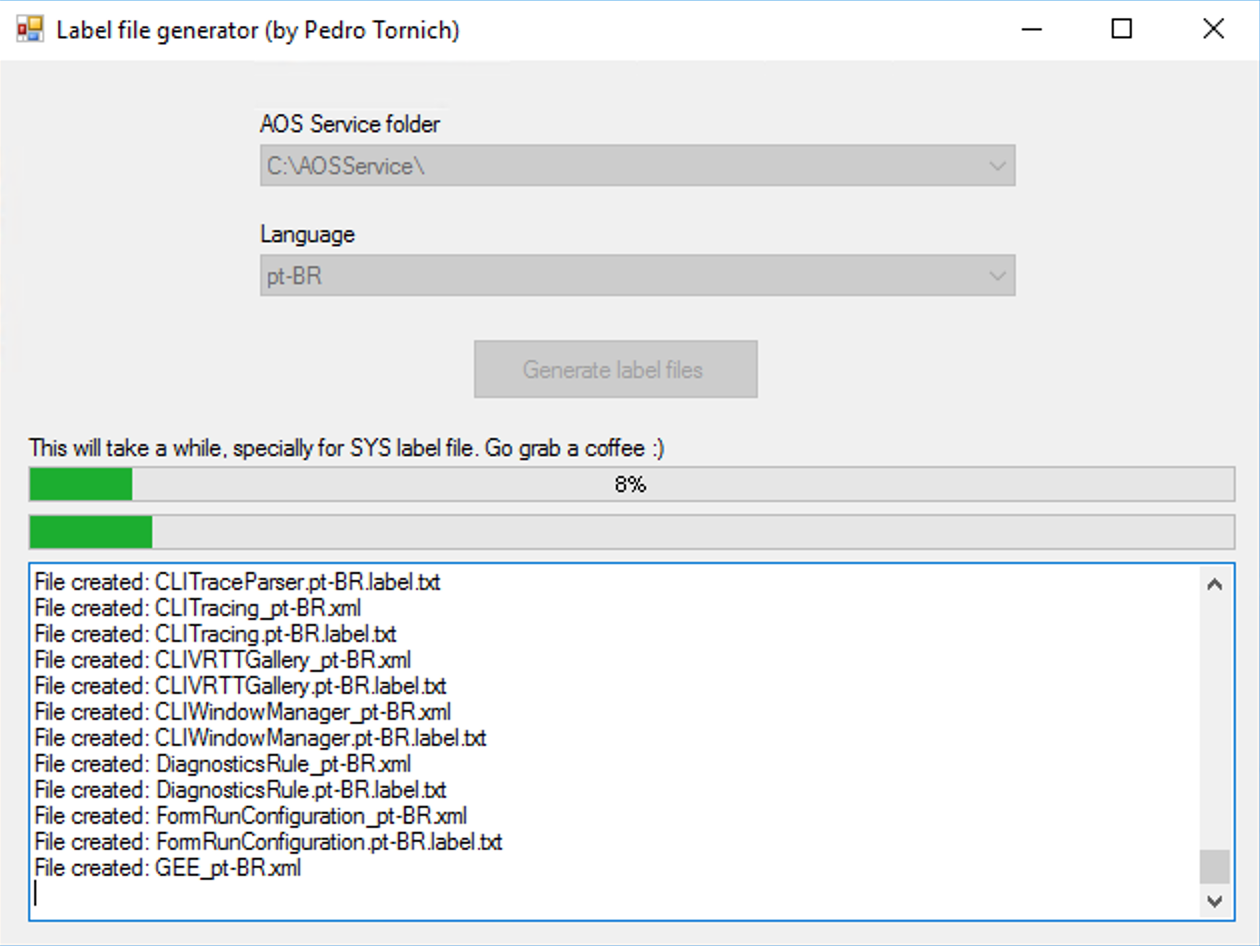 Label file generator (by Pedro Tornich)
AOS Service folder
C:\AOSService\
Language
pt-BR
Generate label files
This will take a while, specially for SYS label file. Go grab a coffee :)
8%
File created: CLITraceParser.pt-BR.label.txt
File created: CLITracing_pt-BR.xml
File created: CLITracing.pt-BR.label.txt
File created: CLIVRTTGallery_pt-BR.xml
File created: CLIVRTTGallery.pt-BR.label.txt
File created: CLIWindowManager_pt-BR.xml
File created: CLIWindowManager.pt-BR.label.txt
File created: DiagnosticsRule_pt-BR.xml
File created: DiagnosticsRule.pt-BR.label.txt
File created: FormRunConfiguration_pt-BR.xml
File created: FormRunConfiguration.pt-BR.label.txt
File created: GEE_pt-BR.xml